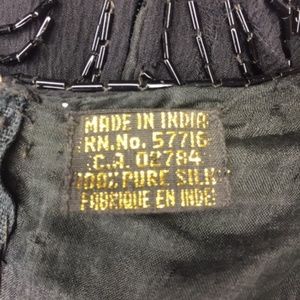 MADE IN INDIA
RN.No. 57716
C.A. 02784
100% PURE SILK
FABRIQUE EN INDE